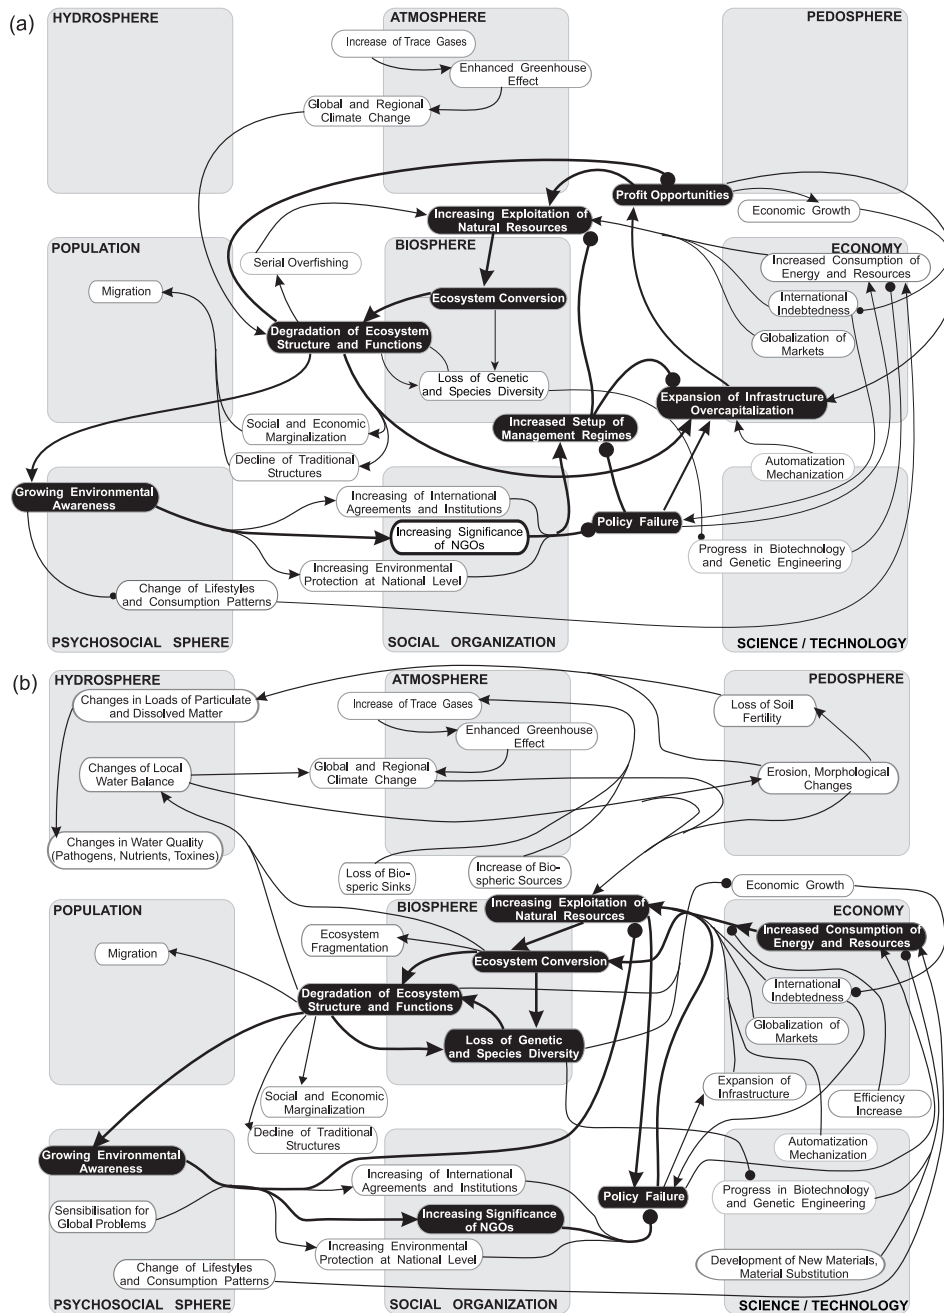 (a)
HYDROSPHERE
ATMOSPHERE
PEDOSPHERE
Increase of Trace Gases
Enhanced Greenhouse
Effect
Global and Regional
Climate Change
Profit Opportunities
Economic Growth
Increasing Exploitation of
Natural Resources
POPULATION
BIOSPHERE
ECONOMY
Serial Overfishing
Increased Consumption of
Energy and Resources
Migration
Ecosystem Conversion
International
Indebtedness
Degradation of Ecosystem
Structure and Functions
Globalization of
Markets
Loss of Genetic
and Species Diversity
Expansion of Infrastructure
Overcapitalization
Social and Economic
Marginalization
Increased Setup of
Management Regimes
Decline of Traditional
Structures
Automatization
Mechanization
Growing Environmental
Awareness
Increasing of International
Agreements and Institutions
Policy Failure
Increasing Significance
of NGOs
Progress in Biotechnology
and Genetic Engineering
Increasing Environmental
Protection at National Level
Change of Lifestyles
and Consumption Patterns
PSYCHOSOCIAL SPHERE
SOCIAL ORGANIZATION
SCIENCE / TECHNOLOGY
(b)
HYDROSPHERE
ATMOSPHERE
PEDOSPHERE
Changes in Loads of Particulate
and Dissolved Matter
Increase of Trace Gases
Loss of Soil
Fertility
Enhanced Greenhouse
Effect
Changes of Local
Water Balance
Global and Regional
Climate Change
Erosion, Morphological
Changes
Changes in Water Quality
(Pathogens, Nutrients, Toxines)
Loss of Bio-
speric Sinks
Increase of Bio-
spheric Sources
Economic Growth
POPULATION
BIOSPHERE
ECONOMY
Increasing Exploitation of
Natural Resources
Ecosystem
Fragmentation
Increased Consumption of
Energy and Resources
Migration
Ecosystem Conversion
Degradation of Ecosystem
Structure and Functions
International
Indebtedness
Loss of Genetic
and Species Diversity
Globalization of
Markets
Expansion of
Infrastructure
Social and Economic
Marginalization
Efficiency
Increase
Decline of Traditional
Structures
Automatization
Mechanization
Growing Environmental
Awareness
Increasing of International
Agreements and Institutions
Policy Failure
Progress in Biotechnology
and Genetic Engineering
Sensibilisation for
Global Problems
Increasing Significance
of NGOs
Increasing Environmental
Protection at National Level
Change of Lifestyles
and Consumption Patterns
Development of New Materials,
Material Substitution
PSYCHOSOCIAL SPHERE
SOCIAL ORGANIZATION
SCIENCE / TECHNOLOGY